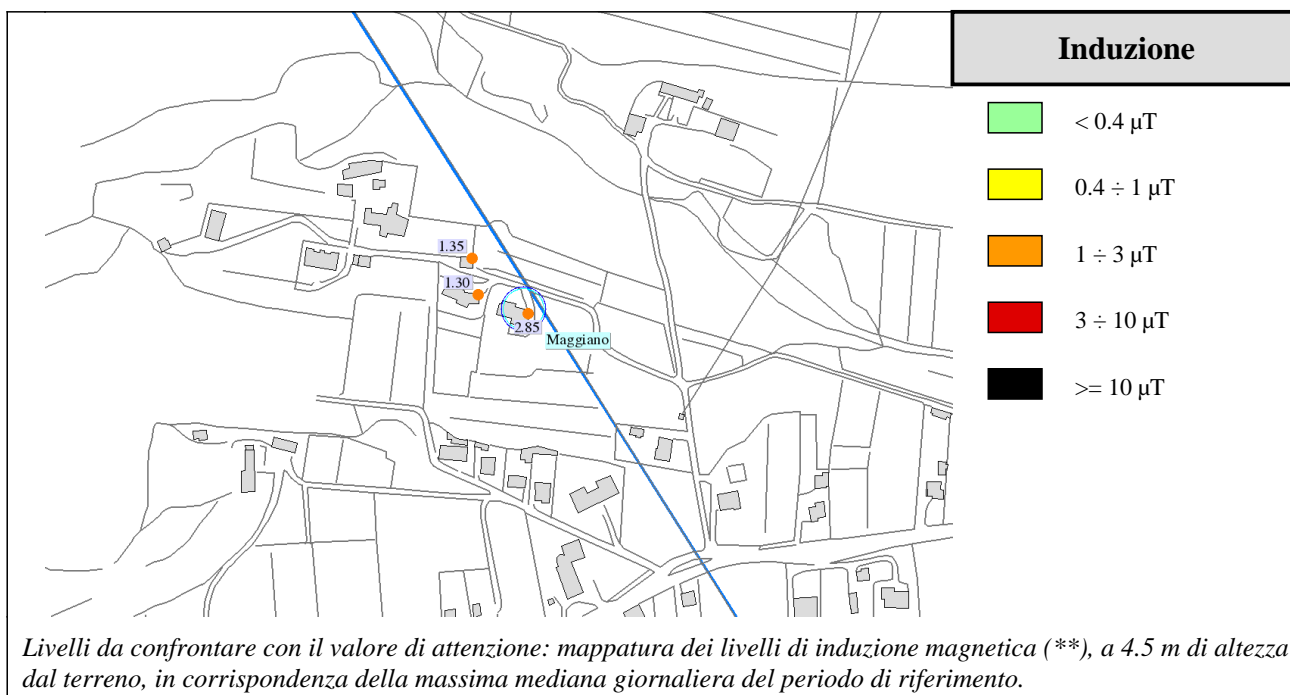 Induzione
< 0.4 µT
0.4 ÷ 1 µT
1 ÷ 3 µT
3 ÷ 10 µT
>= 10 µT
1.35
1.30
2.85
Maggiano
Livelli da confrontare con il valore di attenzione: mappatura dei livelli di induzione magnetica (**), a 4.5 m di altezza
dal terreno, in corrispondenza della massima mediana giornaliera del periodo di riferimento.